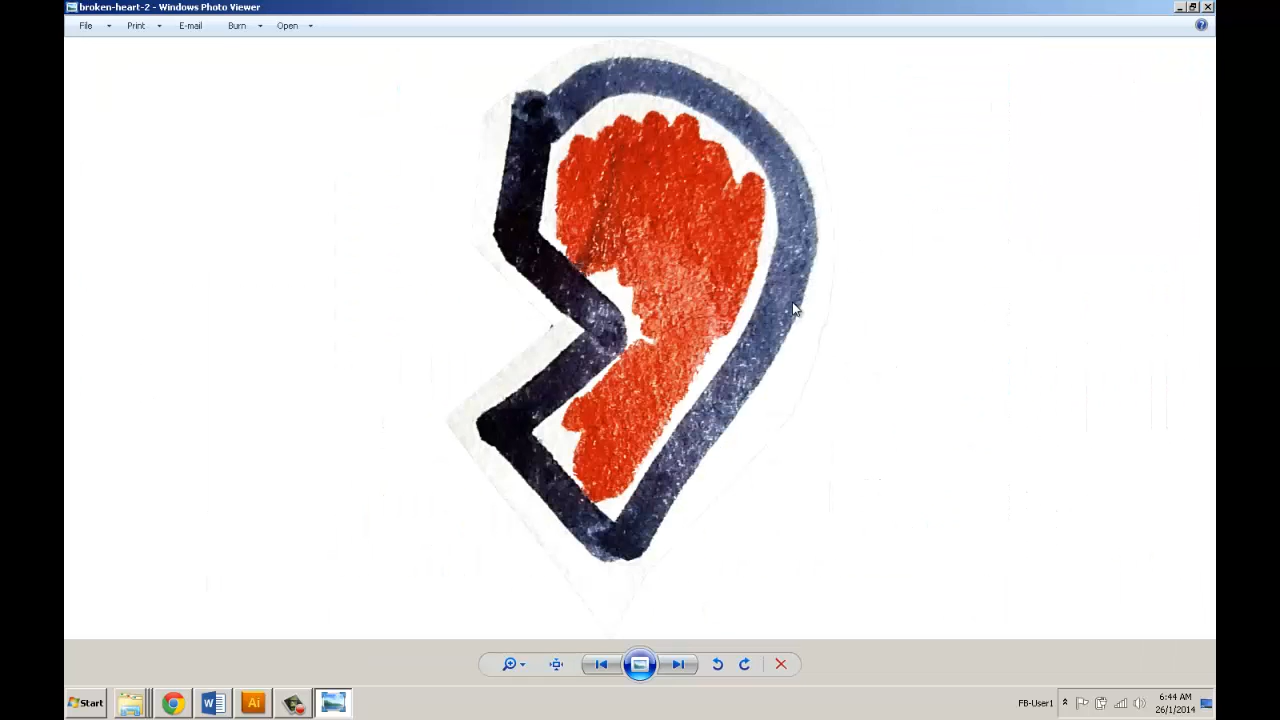 broken-heart-2 - Windows Photo Viewer
File Print E-mail Burn Open
Start
W
Ai
FB-User1
6:44 AM
26/1/2014